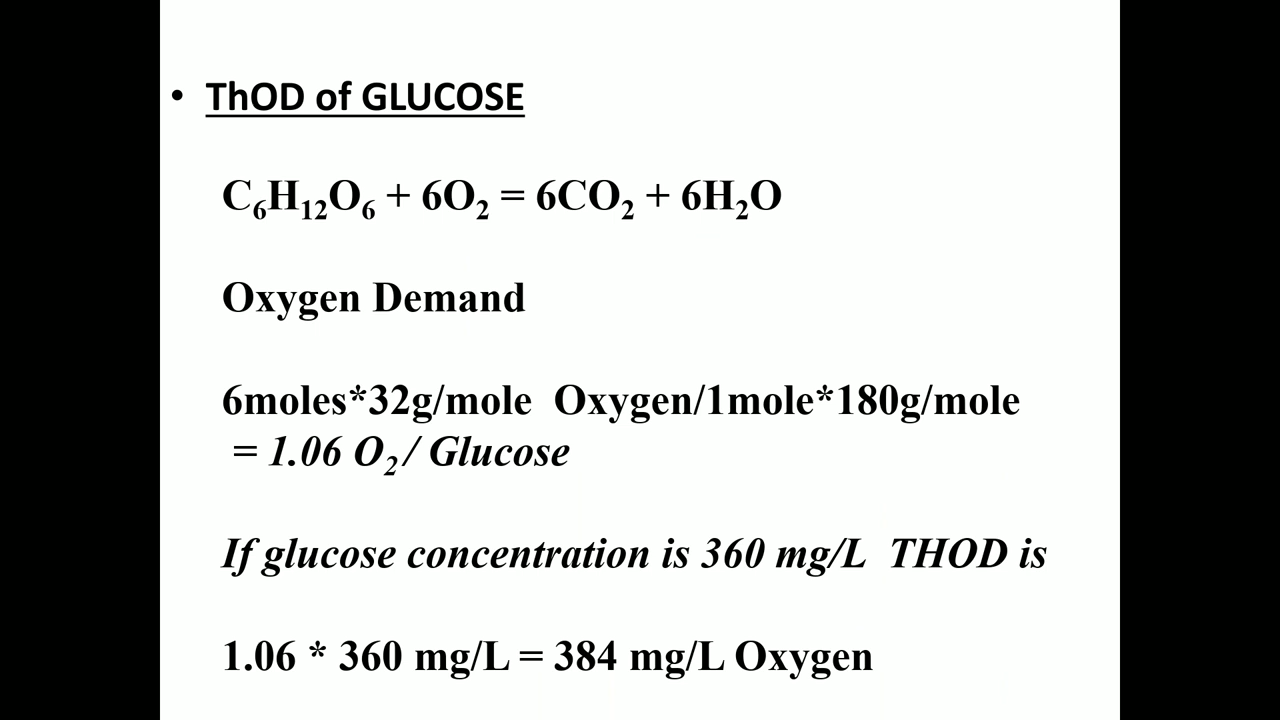 • ThOD of GLUCOSE
C₆H₁₂O₆ + 6O₂ = 6CO₂ + 6H₂O
Oxygen Demand
6moles*32g/mole Oxygen/1mole*180g/mole
= 1.06 O₂ / Glucose
If glucose concentration is 360 mg/L THOD is
1.06 * 360 mg/L = 384 mg/L Oxygen